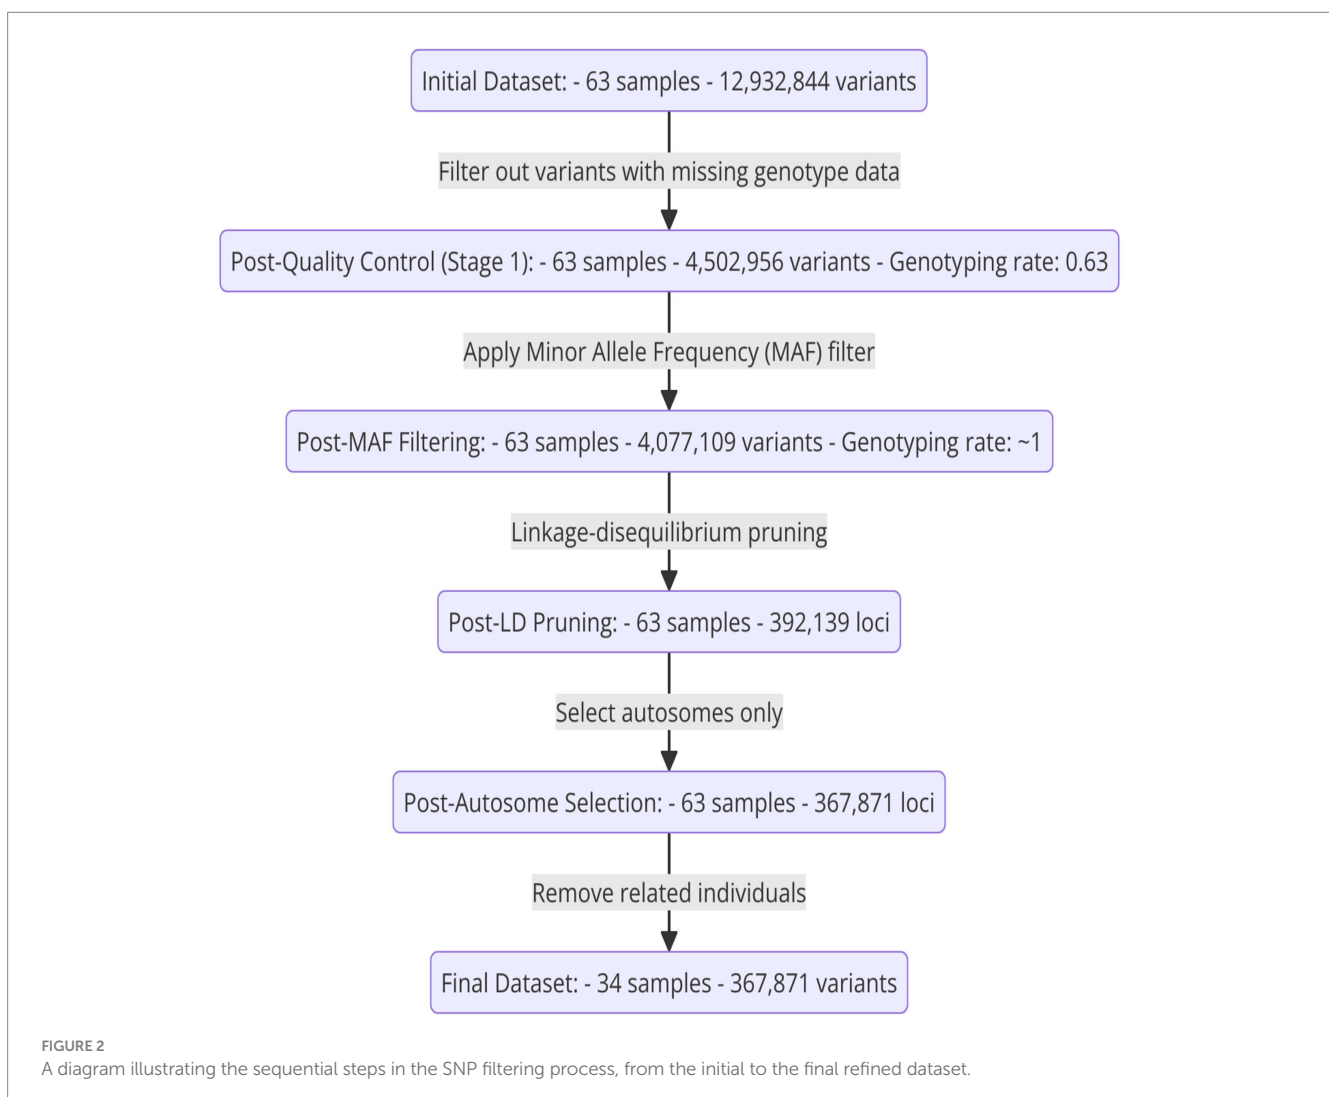 Initial Dataset: - 63 samples - 12,932,844 variants
Filter out variants with missing genotype data
Post-Quality Control (Stage 1): - 63 samples - 4,502,956 variants - Genotyping rate: 0.63
Apply Minor Allele Frequency (MAF) filter
Post-MAF Filtering: - 63 samples - 4,077,109 variants - Genotyping rate: ~1
Linkage-disequilibrium pruning
Post-LD Pruning: - 63 samples - 392,139 loci
Select autosomes only
Post-Autosome Selection: - 63 samples - 367,871 loci
Remove related individuals
Final Dataset: - 34 samples - 367,871 variants
FIGURE 2
A diagram illustrating the sequential steps in the SNP filtering process, from the initial to the final refined dataset.